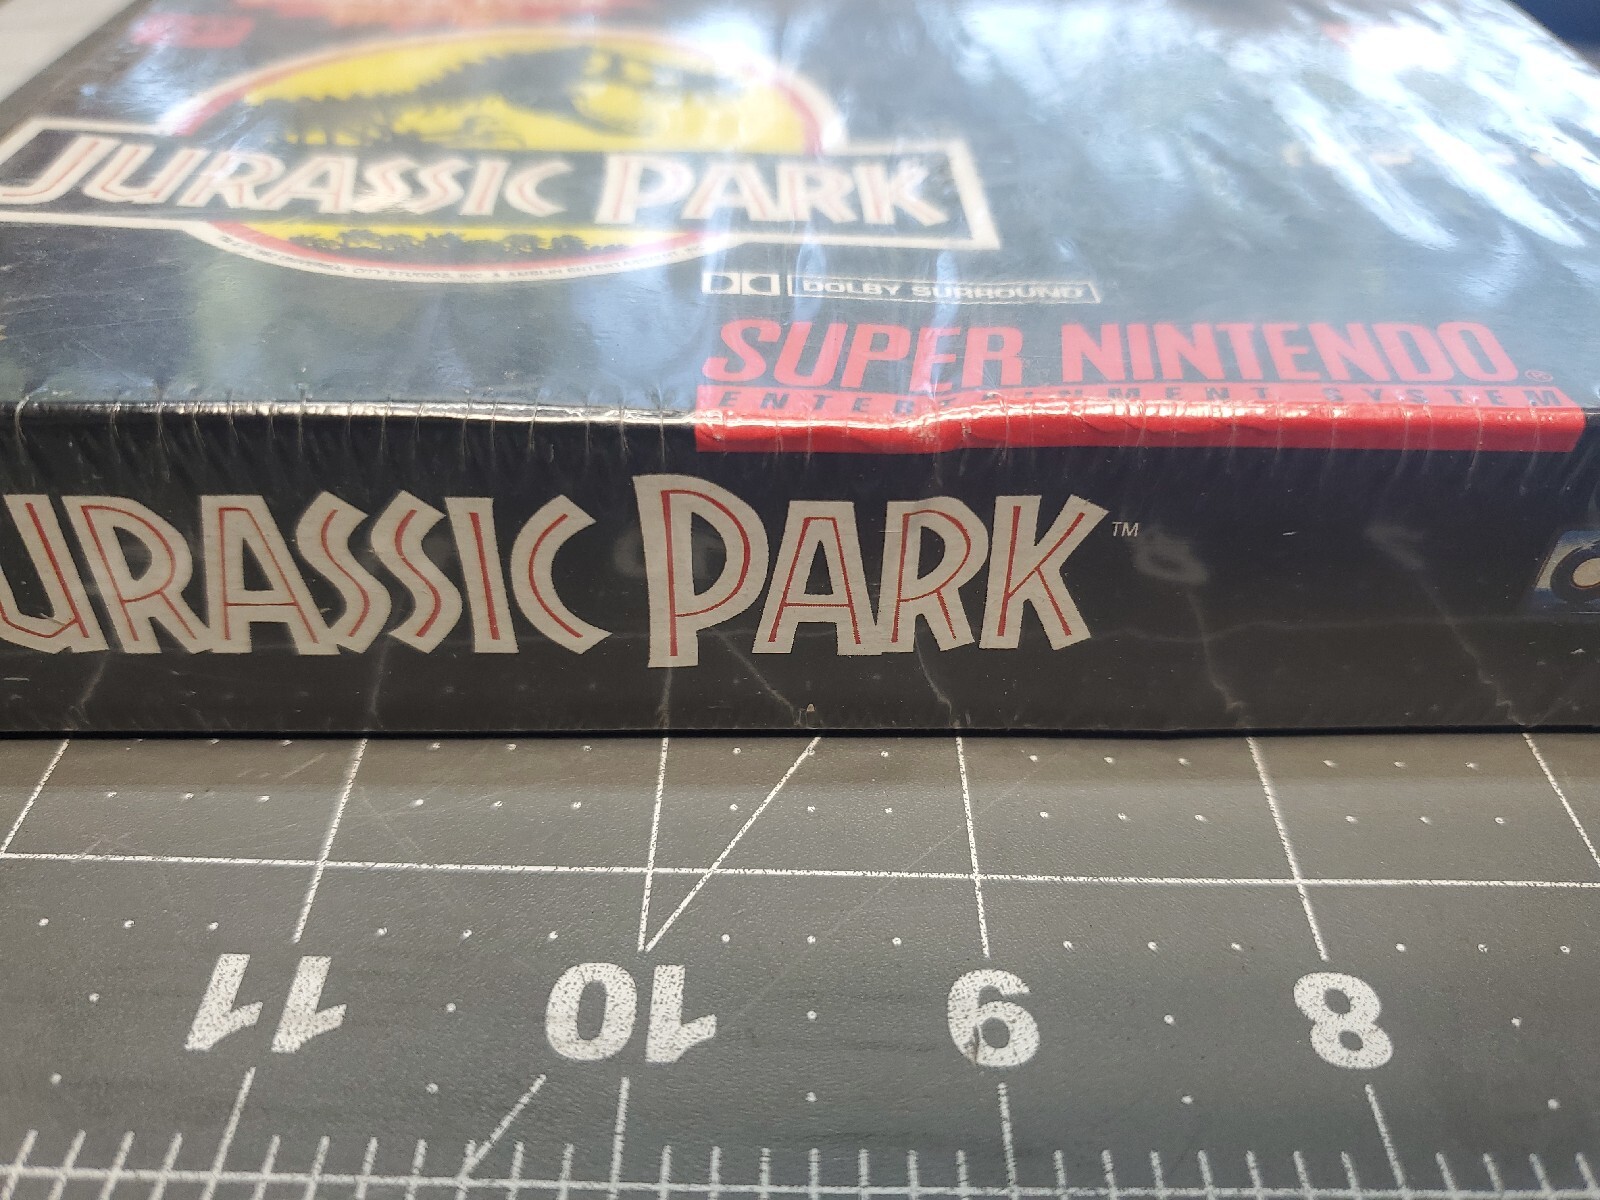 JURASSIC PARK
DOLBY SURROUND
SUPER NINTENDO®
ENTERTAINMENT SYSTEM
URASSIC PARK™
11 10 9 8